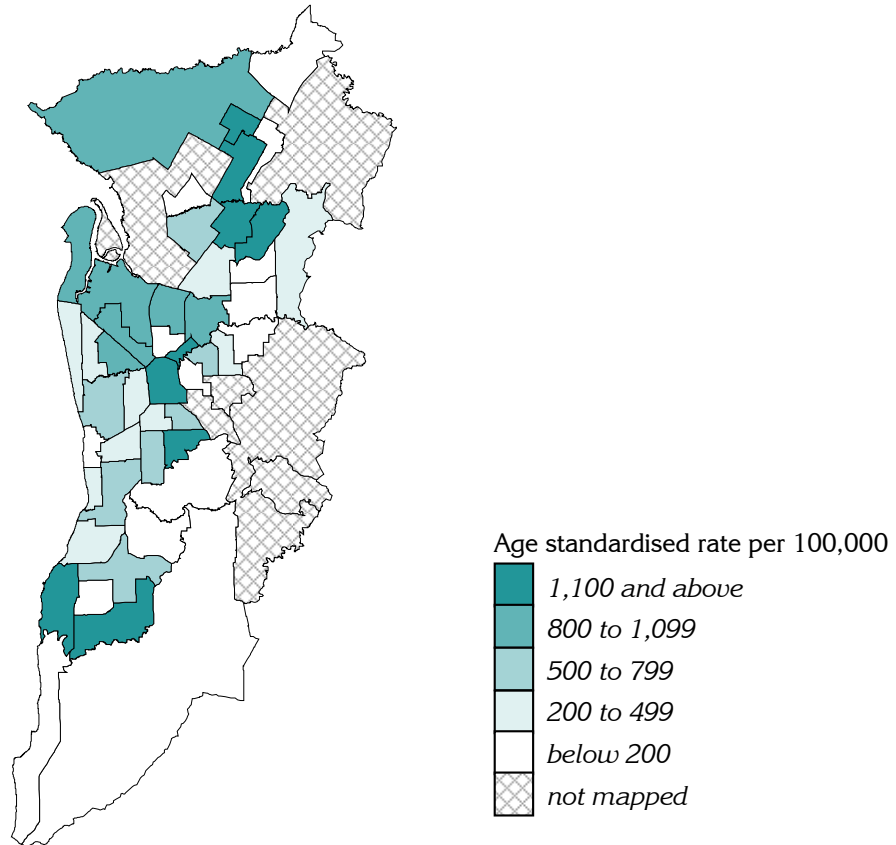 Age standardised rate per 100,000
1,100 and above
800 to 1,099
500 to 799
200 to 499
below 200
not mapped